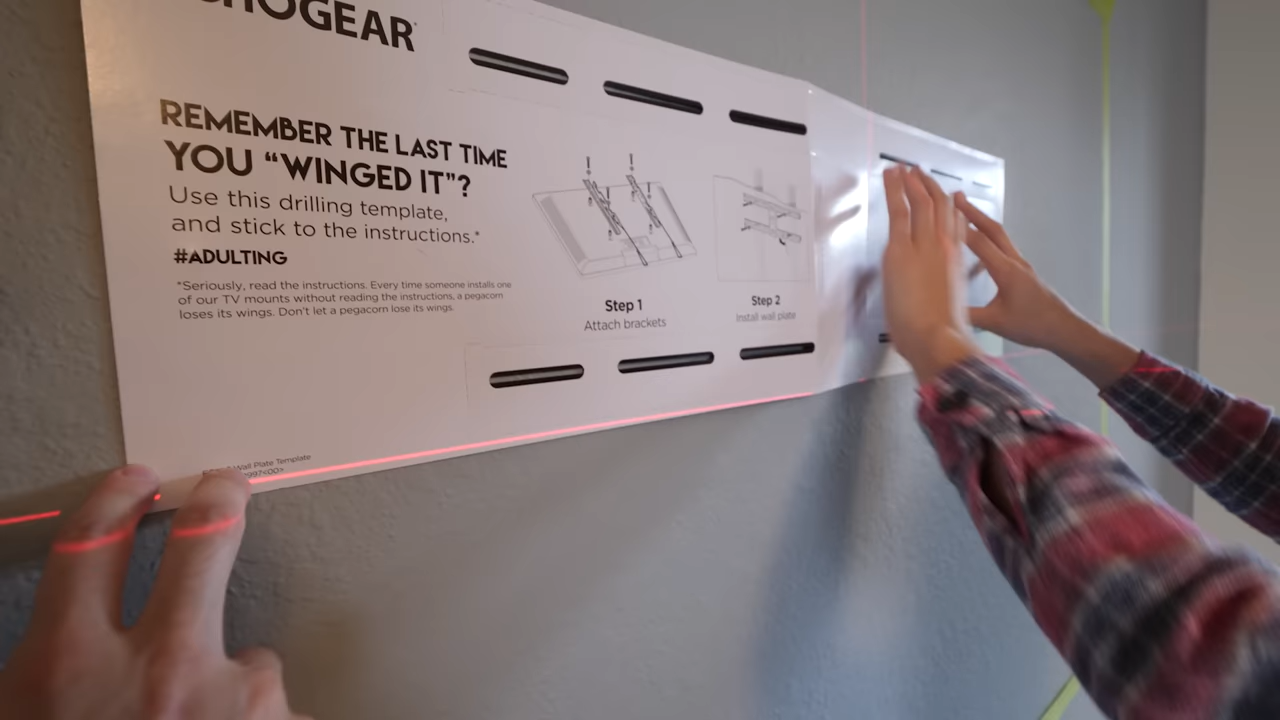 REMEMBER THE LAST TIME
YOU “WINGED IT”?
Use this drilling template,
and stick to the instructions.*
#ADULTING
*Seriously, read the instructions. Every time someone installs one
of our TV mounts without reading the instructions, a pegacorn
loses its wings. Don't let a pegacorn lose its wings.
Step 1
Attach brackets
Step 2
Install wall plate
Wall Plate Template